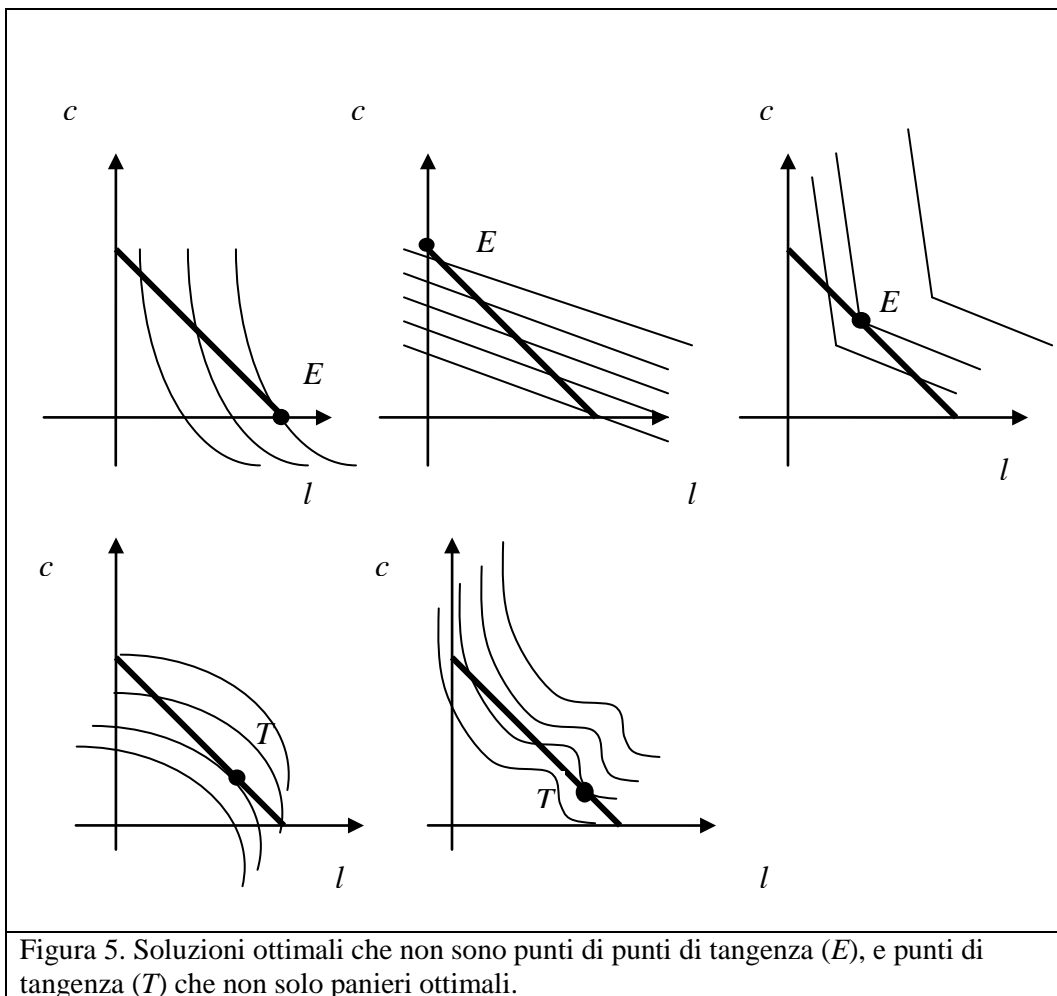 c c c
E E E
l l l
c c
T T
l l
Figura 5. Soluzioni ottimali che non sono punti di punti di tangenza (E), e punti di
tangenza (T) che non solo panieri ottimali.